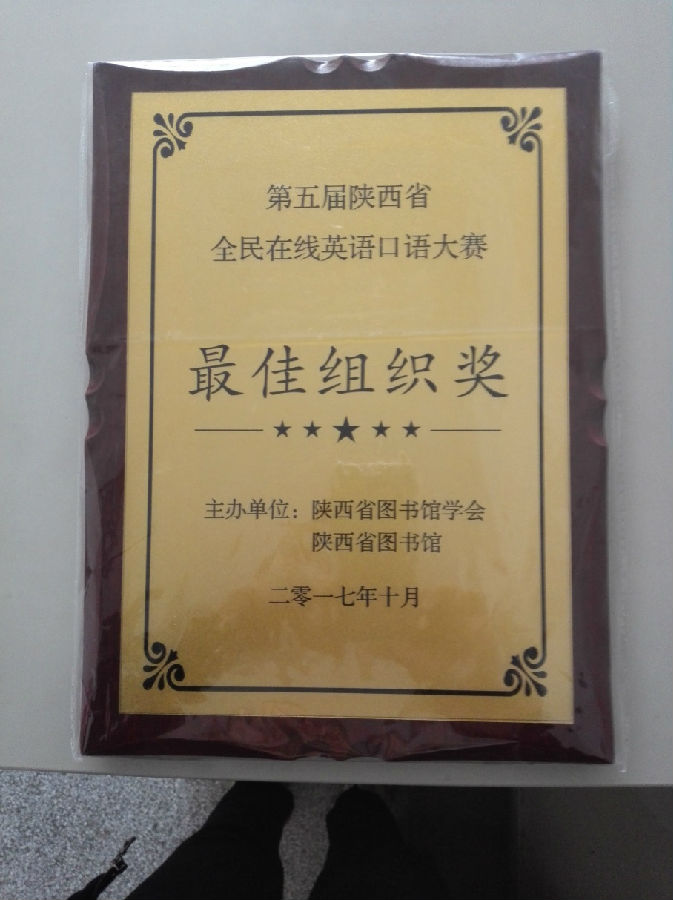 第五届陕西省
全民在线英语口语大赛
最佳组织奖
主办单位：陕西省图书馆学会
陕西省图书馆
二零一七年十月